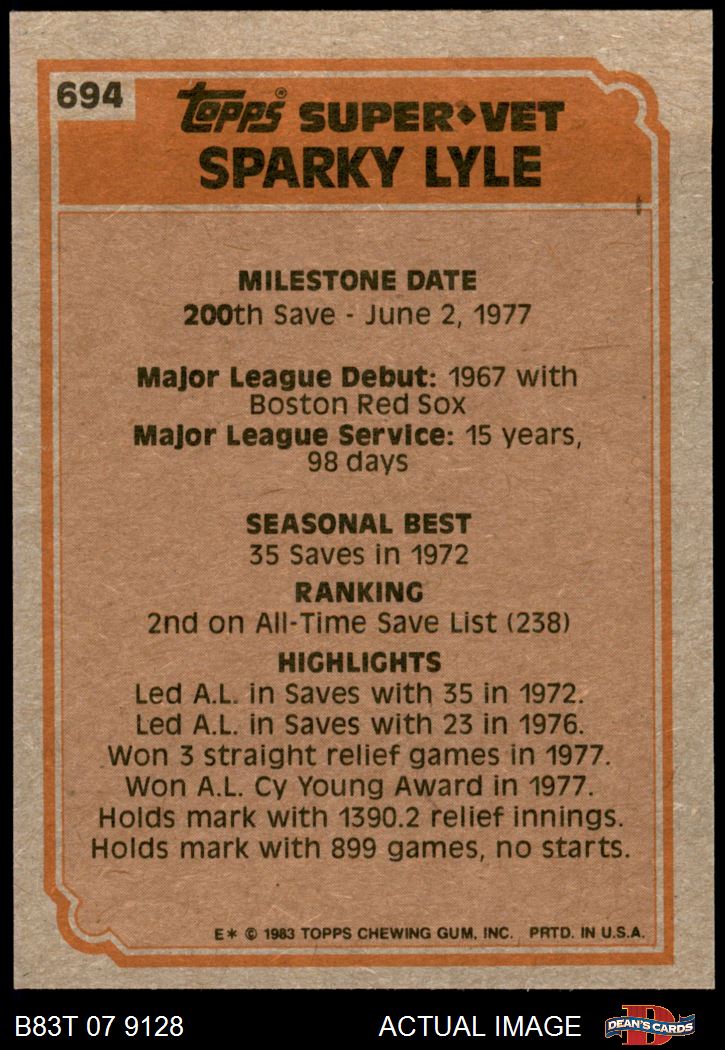 694
Topps® SUPER♦VET
SPARKY LYLE
MILESTONE DATE
200th Save - June 2, 1977
Major League Debut: 1967 with
Boston Red Sox
Major League Service: 15 years,
98 days
SEASONAL BEST
35 Saves in 1972
RANKING
2nd on All-Time Save List (238)
HIGHLIGHTS
Led A.L. in Saves with 35 in 1972.
Led A.L. in Saves with 23 in 1976.
Won 3 straight relief games in 1977.
Won A.L. Cy Young Award in 1977.
Holds mark with 1390.2 relief innings.
Holds mark with 899 games, no starts.
E* © 1983 TOPPS CHEWING GUM, INC. PRTD. IN U.S.A.
B83T 07 9128 ACTUAL IMAGE D DEAN'S CARDS